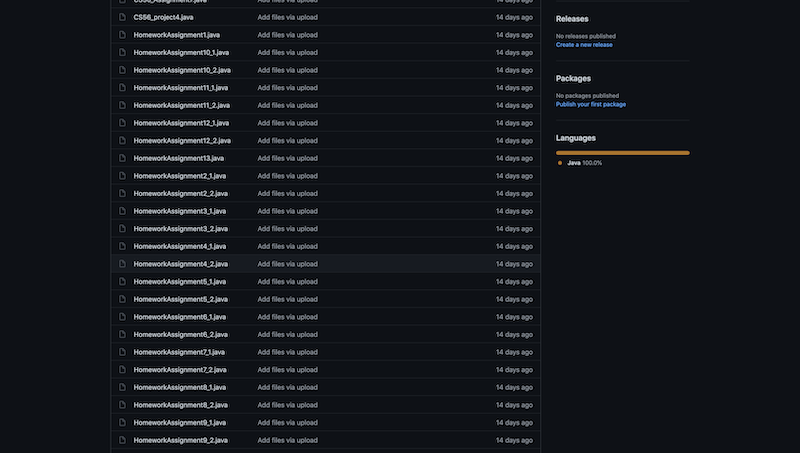 CS56_project4.java Add files via upload 14 days ago
HomeworkAssignment1.java Add files via upload 14 days ago
HomeworkAssignment10_1.java Add files via upload 14 days ago
HomeworkAssignment10_2.java Add files via upload 14 days ago
HomeworkAssignment11_1.java Add files via upload 14 days ago
HomeworkAssignment11_2.java Add files via upload 14 days ago
HomeworkAssignment12_1.java Add files via upload 14 days ago
HomeworkAssignment12_2.java Add files via upload 14 days ago
HomeworkAssignment13.java Add files via upload 14 days ago
HomeworkAssignment2_1.java Add files via upload 14 days ago
HomeworkAssignment2_2.java Add files via upload 14 days ago
HomeworkAssignment3_1.java Add files via upload 14 days ago
HomeworkAssignment3_2.java Add files via upload 14 days ago
HomeworkAssignment4_1.java Add files via upload 14 days ago
HomeworkAssignment4_2.java Add files via upload 14 days ago
HomeworkAssignment5_1.java Add files via upload 14 days ago
HomeworkAssignment5_2.java Add files via upload 14 days ago
HomeworkAssignment6_1.java Add files via upload 14 days ago
HomeworkAssignment6_2.java Add files via upload 14 days ago
HomeworkAssignment7_1.java Add files via upload 14 days ago
HomeworkAssignment7_2.java Add files via upload 14 days ago
HomeworkAssignment8_1.java Add files via upload 14 days ago
HomeworkAssignment8_2.java Add files via upload 14 days ago
HomeworkAssignment9_1.java Add files via upload 14 days ago
HomeworkAssignment9_2.java Add files via upload 14 days ago
Releases
No releases published
Create a new release
Packages
No packages published
Publish your first package
Languages
Java 100.0%